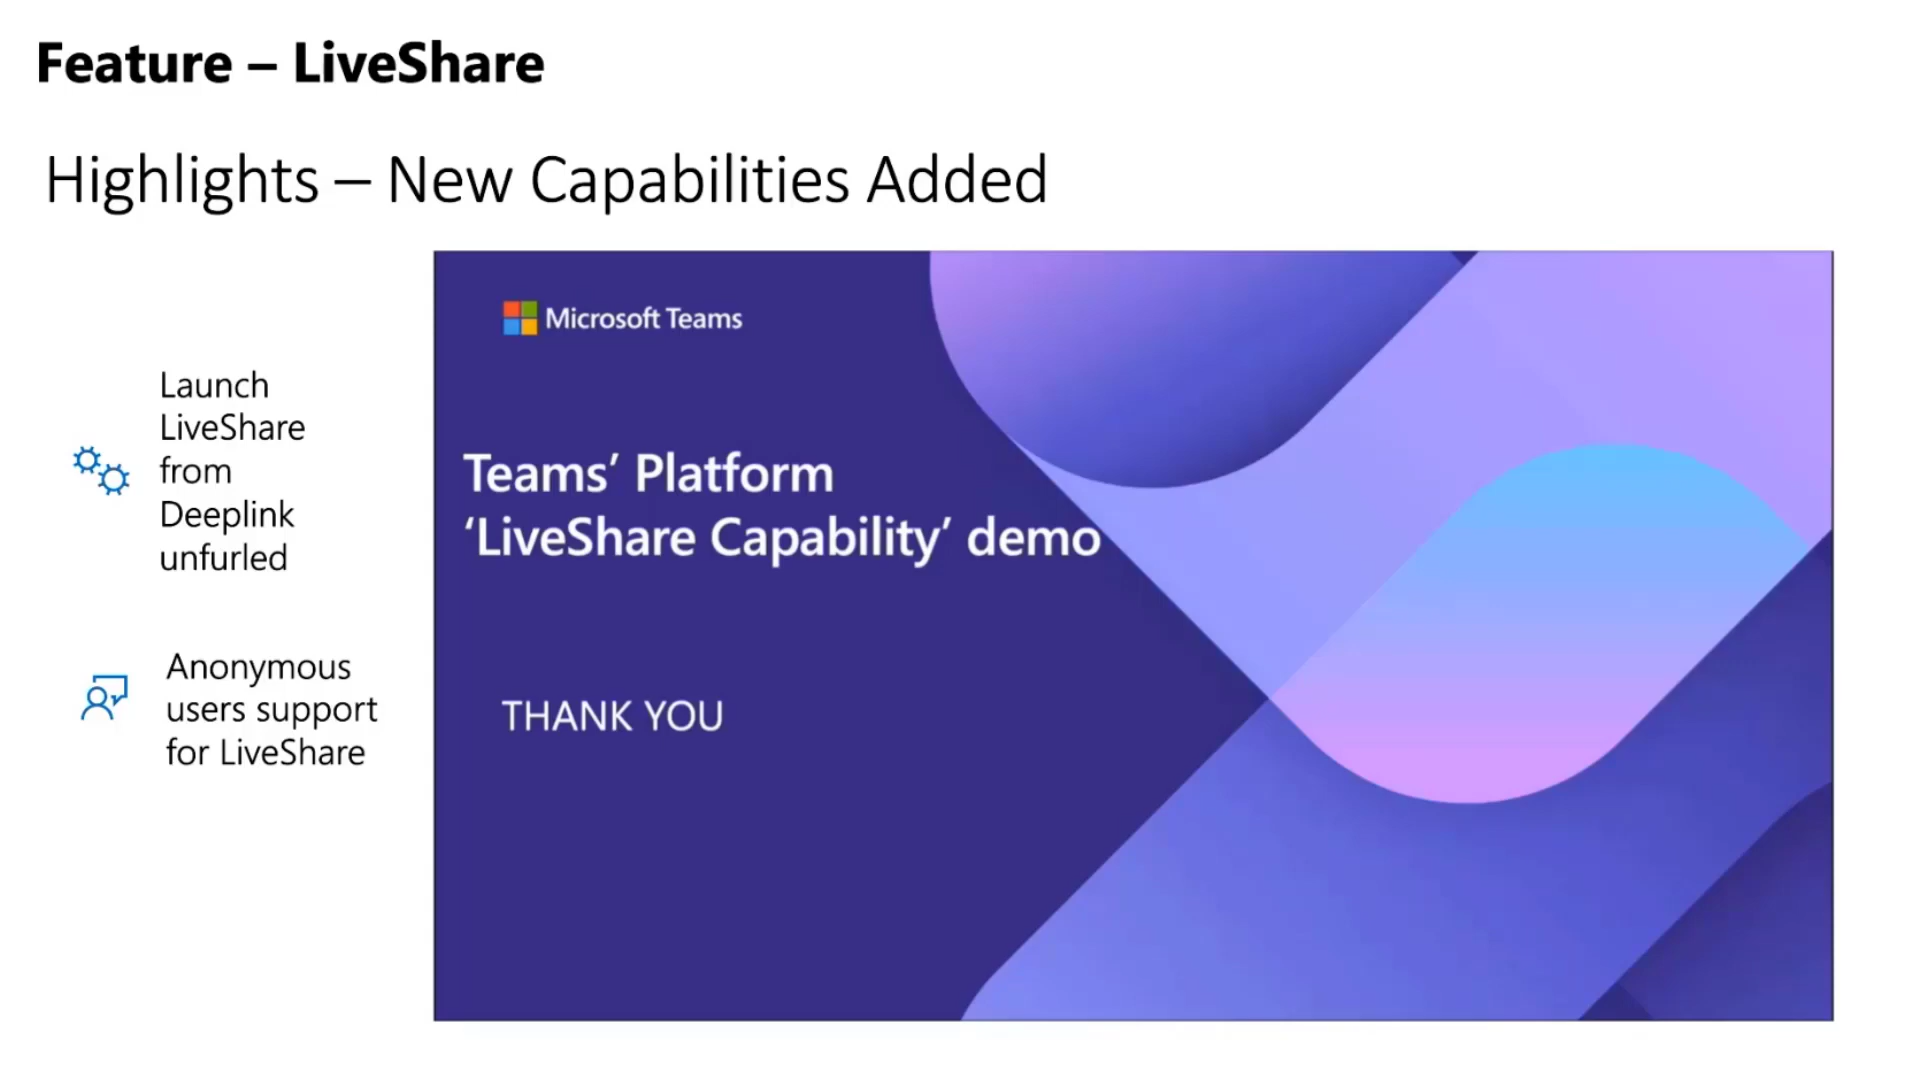 Feature – LiveShare
Highlights – New Capabilities Added
Launch
LiveShare
from
Deeplink
unfurled
Anonymous
users support
for LiveShare
Microsoft Teams
Teams’ Platform
‘LiveShare Capability’ demo
THANK YOU